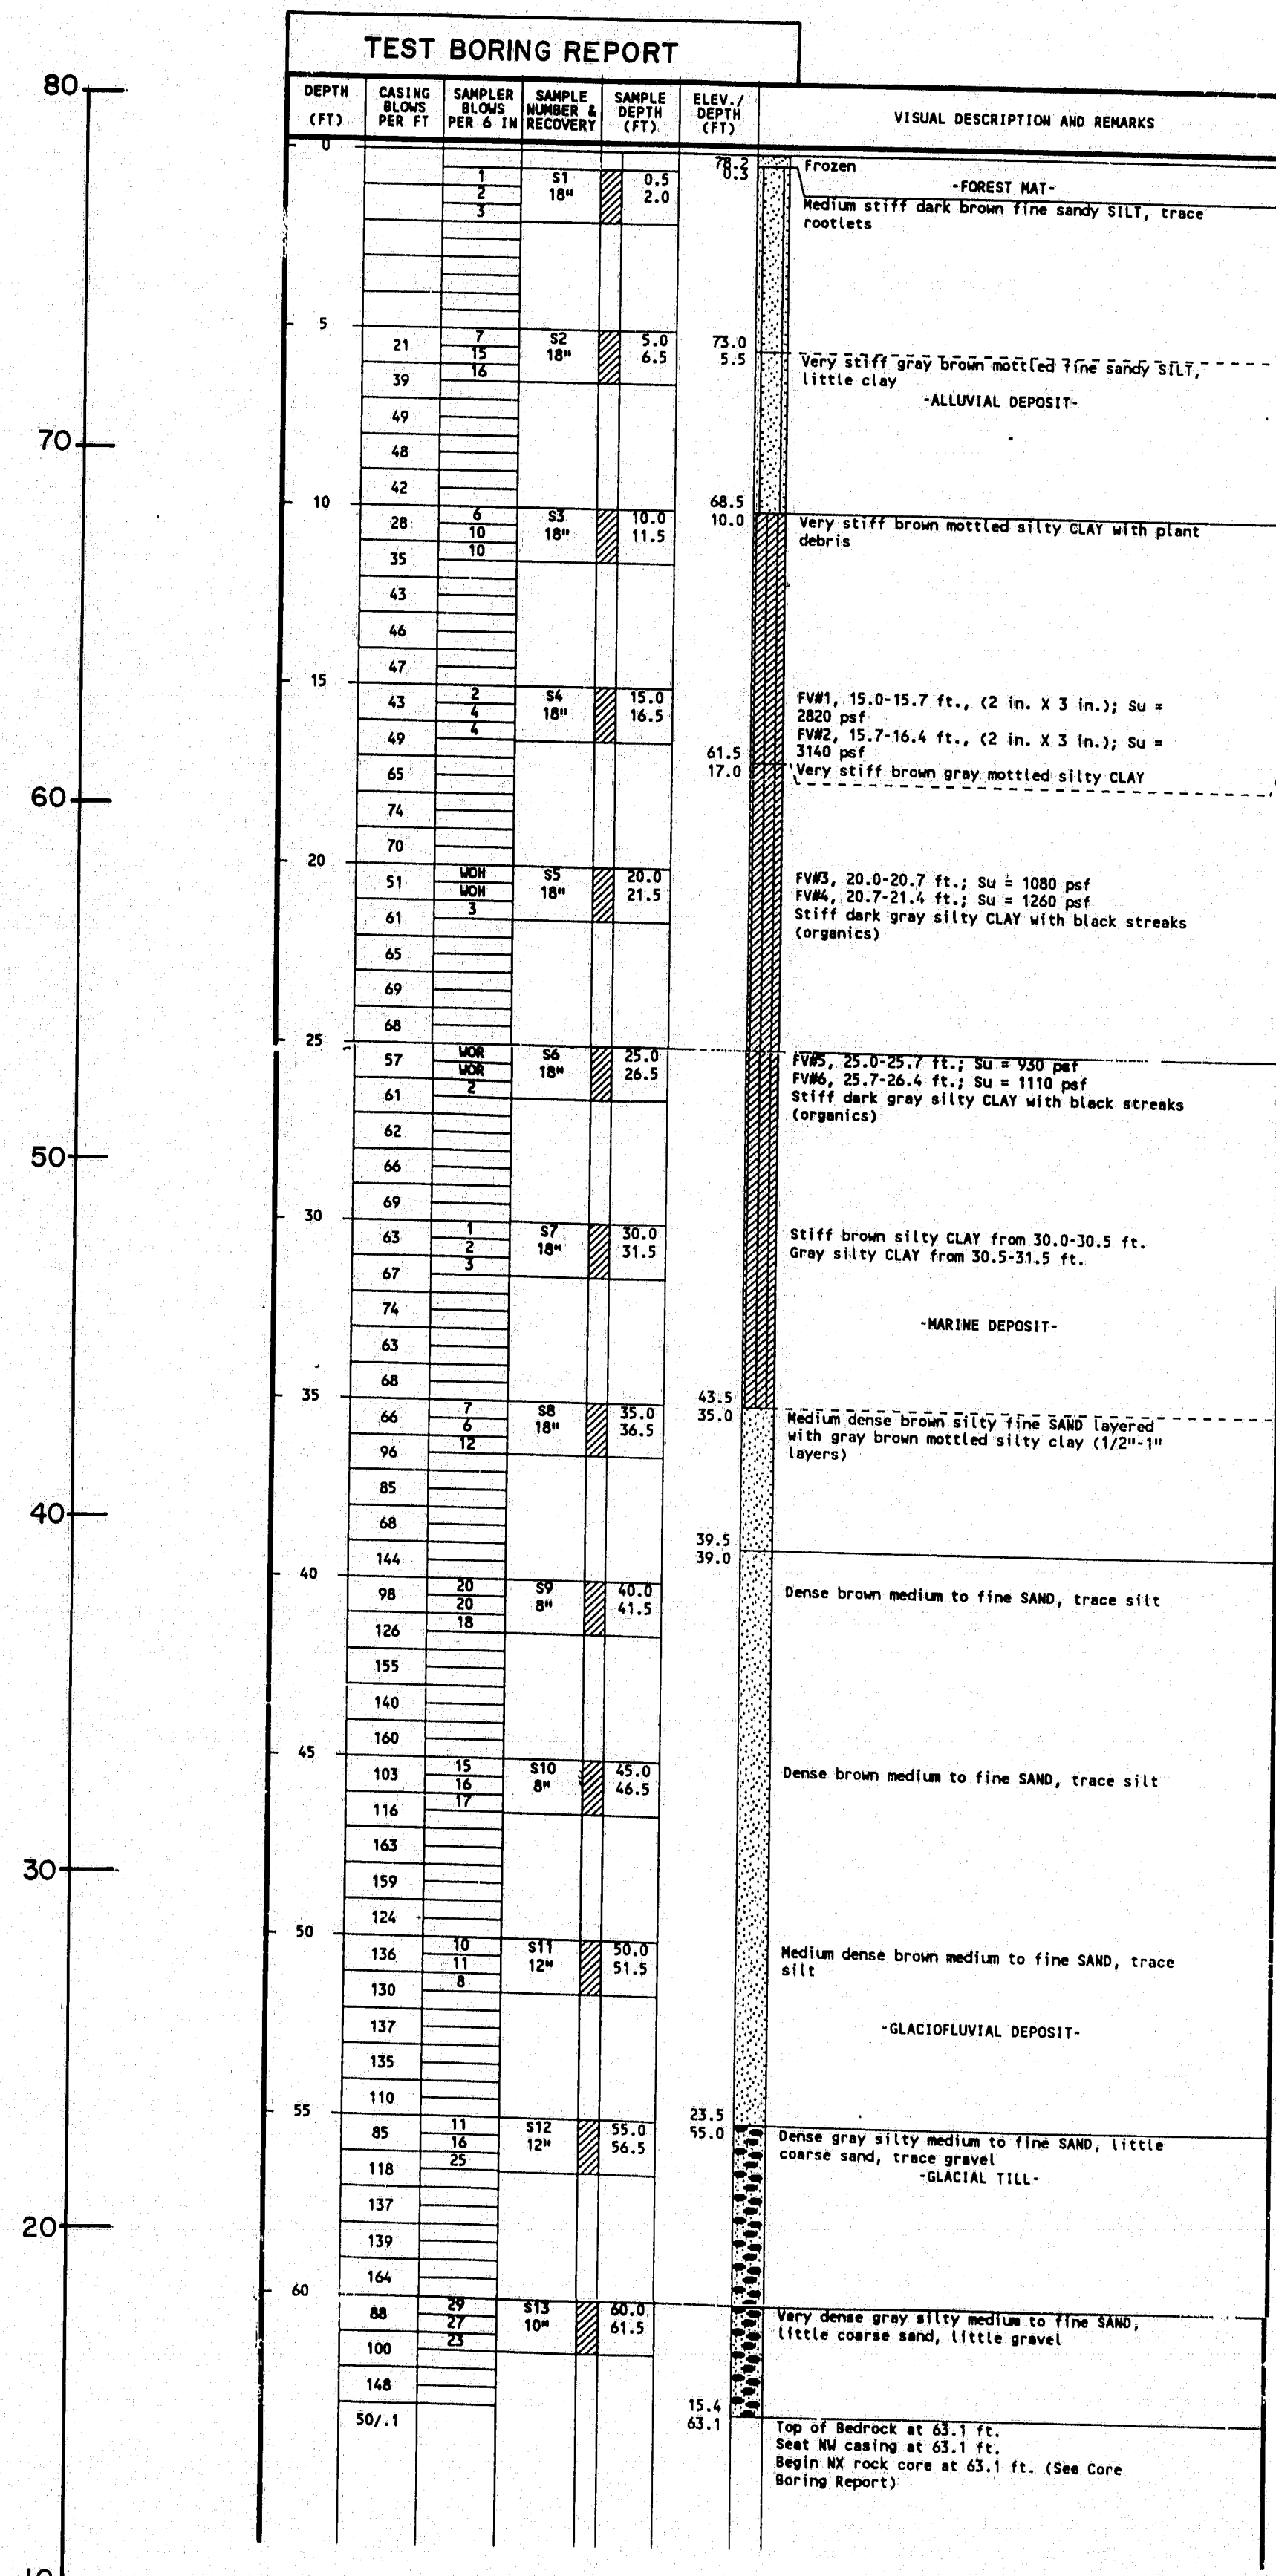 TEST BORING REPORT
DEPTH (FT) CASING BLOWS PER FT SAMPLER BLOWS PER 6 IN SAMPLE NUMBER & RECOVERY SAMPLE DEPTH (FT) ELEV./ DEPTH (FT) VISUAL DESCRIPTION AND REMARKS
80
0
78.2 Frozen
0.3
1 S1 0.5 -FOREST MAT-
2 18" 2.0 Medium stiff dark brown fine sandy SILT, trace
3 rootlets
5
21 7 S2 5.0 73.0
15 18" 6.5 5.5 Very stiff gray brown mottled fine sandy SILT,
39 16 little clay
-ALLUVIAL DEPOSIT-
49
70
48
42
10 68.5
28 6 S3 10.0 10.0 Very stiff brown mottled silty CLAY with plant
10 18" 11.5 debris
35 10
43
46
47
15
43 2 S4 15.0 FV#1, 15.0-15.7 ft., (2 in. X 3 in.); Su =
4 18" 16.5 2820 psf
49 4 FV#2, 15.7-16.4 ft., (2 in. X 3 in.); Su =
61.5 3140 psf
65 17.0 Very stiff brown gray mottled silty CLAY
60
74
70
20
51 WOH S5 20.0 FV#3, 20.0-20.7 ft.; Su = 1080 psf
WOH 18" 21.5 FV#4, 20.7-21.4 ft.; Su = 1260 psf
61 3 Stiff dark gray silty CLAY with black streaks
(organics)
65
69
68
25
57 WOR S6 25.0 FV#5, 25.0-25.7 ft.; Su = 930 psf
WOR 18" 26.5 FV#6, 25.7-26.4 ft.; Su = 1110 psf
61 2 Stiff dark gray silty CLAY with black streaks
(organics)
62
50
66
69
30
63 1 S7 30.0 Stiff brown silty CLAY from 30.0-30.5 ft.
2 18" 31.5 Gray silty CLAY from 30.5-31.5 ft.
67 3
74
-MARINE DEPOSIT-
63
68
35 43.5
66 7 S8 35.0 35.0 Medium dense brown silty fine SAND layered
6 18" 36.5 with gray brown mottled silty clay (1/2"-1"
96 12 layers)
85
40
68
39.5
144 39.0
40
98 20 S9 40.0 Dense brown medium to fine SAND, trace silt
20 8" 41.5
126 18
155
140
160
45
103 15 S10 45.0 Dense brown medium to fine SAND, trace silt
16 8" 46.5
116 17
163
30
159
124
50
136 10 S11 50.0 Medium dense brown medium to fine SAND, trace
11 12" 51.5 silt
130 8
137 -GLACIOFLUVIAL DEPOSIT-
135
110
55 23.5
85 11 S12 55.0 55.0 Dense gray silty medium to fine SAND, little
16 12" 56.5 coarse sand, trace gravel
118 25 -GLACIAL TILL-
137
20
139
164
60
88 29 S13 60.0 Very dense gray silty medium to fine SAND,
27 10" 61.5 little coarse sand, little gravel
100 23
148
15.4
50/.1 63.1 Top of Bedrock at 63.1 ft.
Seat NW casing at 63.1 ft.
Begin NX rock core at 63.1 ft. (See Core
Boring Report)